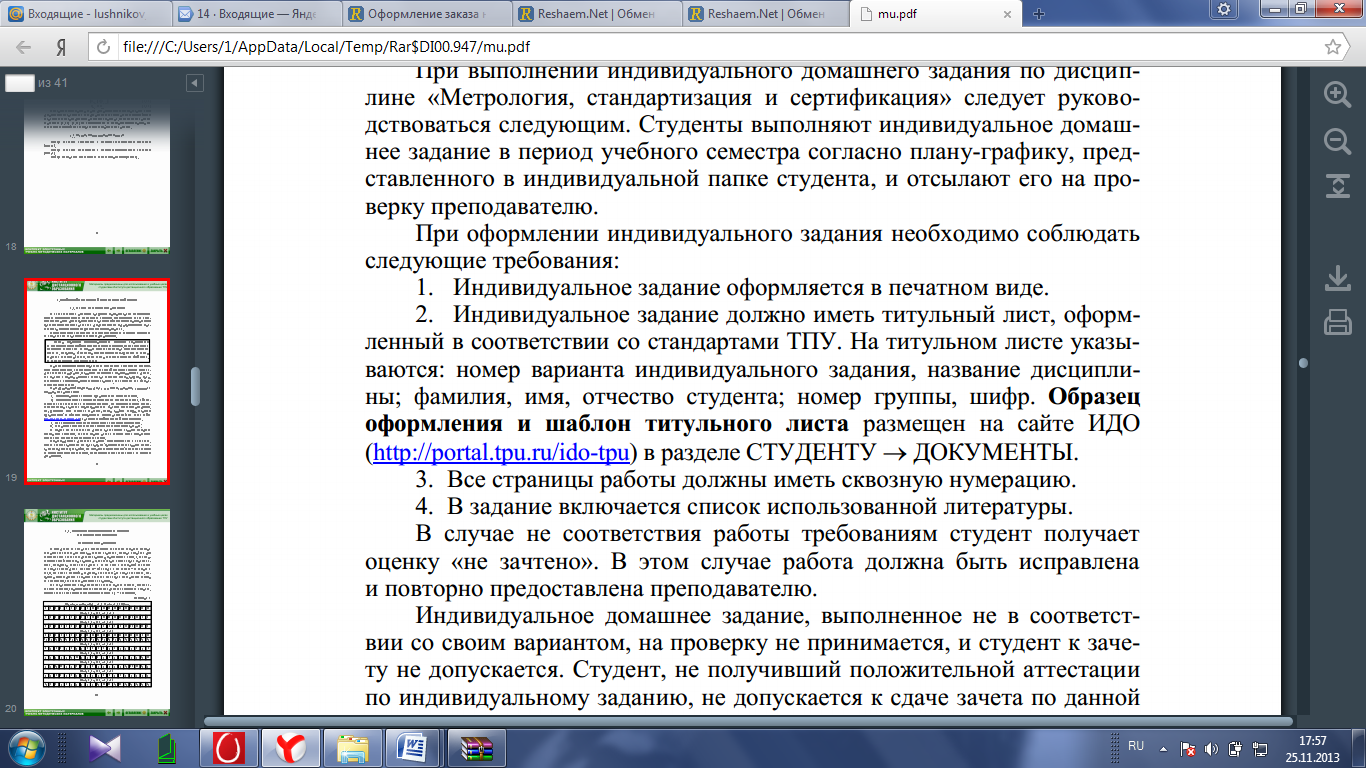 Входящие - lushnikov
14 · Входящие — Янде
Оформление заказа
Reshaem.Net | Обмен
Reshaem.Net | Обмен
mu.pdf
file:///C:/Users/1/AppData/Local/Temp/Rar$DI00.947/mu.pdf
из 41
18
19
20
При выполнении индивидуального домашнего задания по дисцип-
лине «Метрология, стандартизация и сертификация» следует руково-
дствоваться следующим. Студенты выполняют индивидуальное домаш-
нее задание в период учебного семестра согласно плану-графику, пред-
ставленного в индивидуальной папке студента, и отсылают его на про-
верку преподавателю.
При оформлении индивидуального задания необходимо соблюдать
следующие требования:
1. Индивидуальное задание оформляется в печатном виде.
2. Индивидуальное задание должно иметь титульный лист, оформ-
ленный в соответствии со стандартами ТПУ. На титульном листе указы-
ваются: номер варианта индивидуального задания, название дисципли-
ны; фамилия, имя, отчество студента; номер группы, шифр. Образец
оформления и шаблон титульного листа размещен на сайте ИДО
(http://portal.tpu.ru/ido-tpu) в разделе СТУДЕНТУ → ДОКУМЕНТЫ.
3. Все страницы работы должны иметь сквозную нумерацию.
4. В задание включается список использованной литературы.
В случае не соответствия работы требованиям студент получает
оценку «не зачтено». В этом случае работа должна быть исправлена
и повторно предоставлена преподавателю.
Индивидуальное домашнее задание, выполненное не в соответст-
вии со своим вариантом, на проверку не принимается, и студент к заче-
ту не допускается. Студент, не получивший положительной аттестации
по индивидуальному заданию, не допускается к сдаче зачета по данной
RU
17:57
25.11.2013